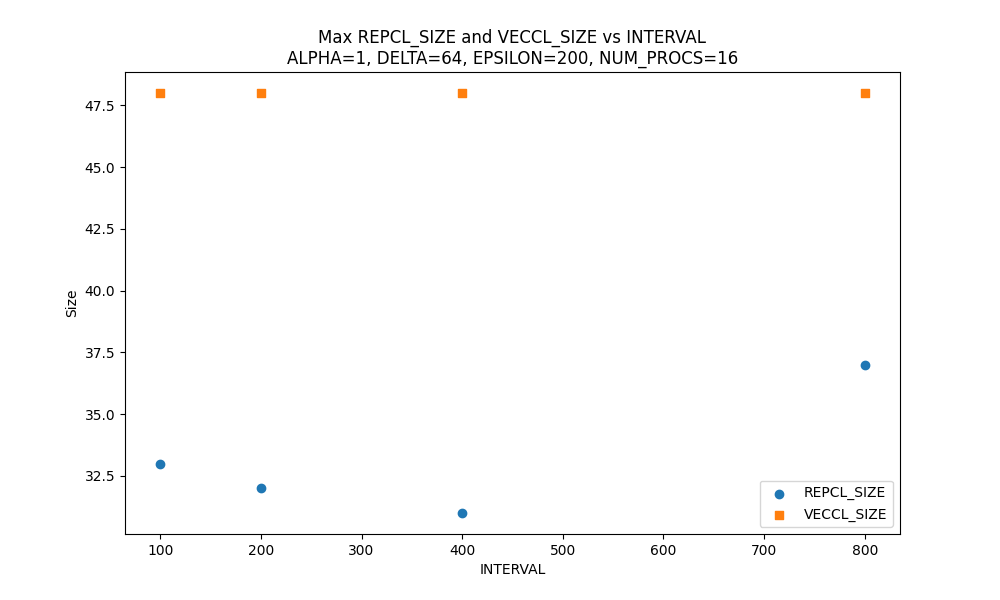 Max REPCL_SIZE and VECCL_SIZE vs INTERVAL
ALPHA=1, DELTA=64, EPSILON=200, NUM_PROCS=16
47.5
45.0
42.5
40.0
37.5
35.0
32.5
Size
100 200 300 400 500 600 700 800
INTERVAL
REPCL_SIZE
VECCL_SIZE